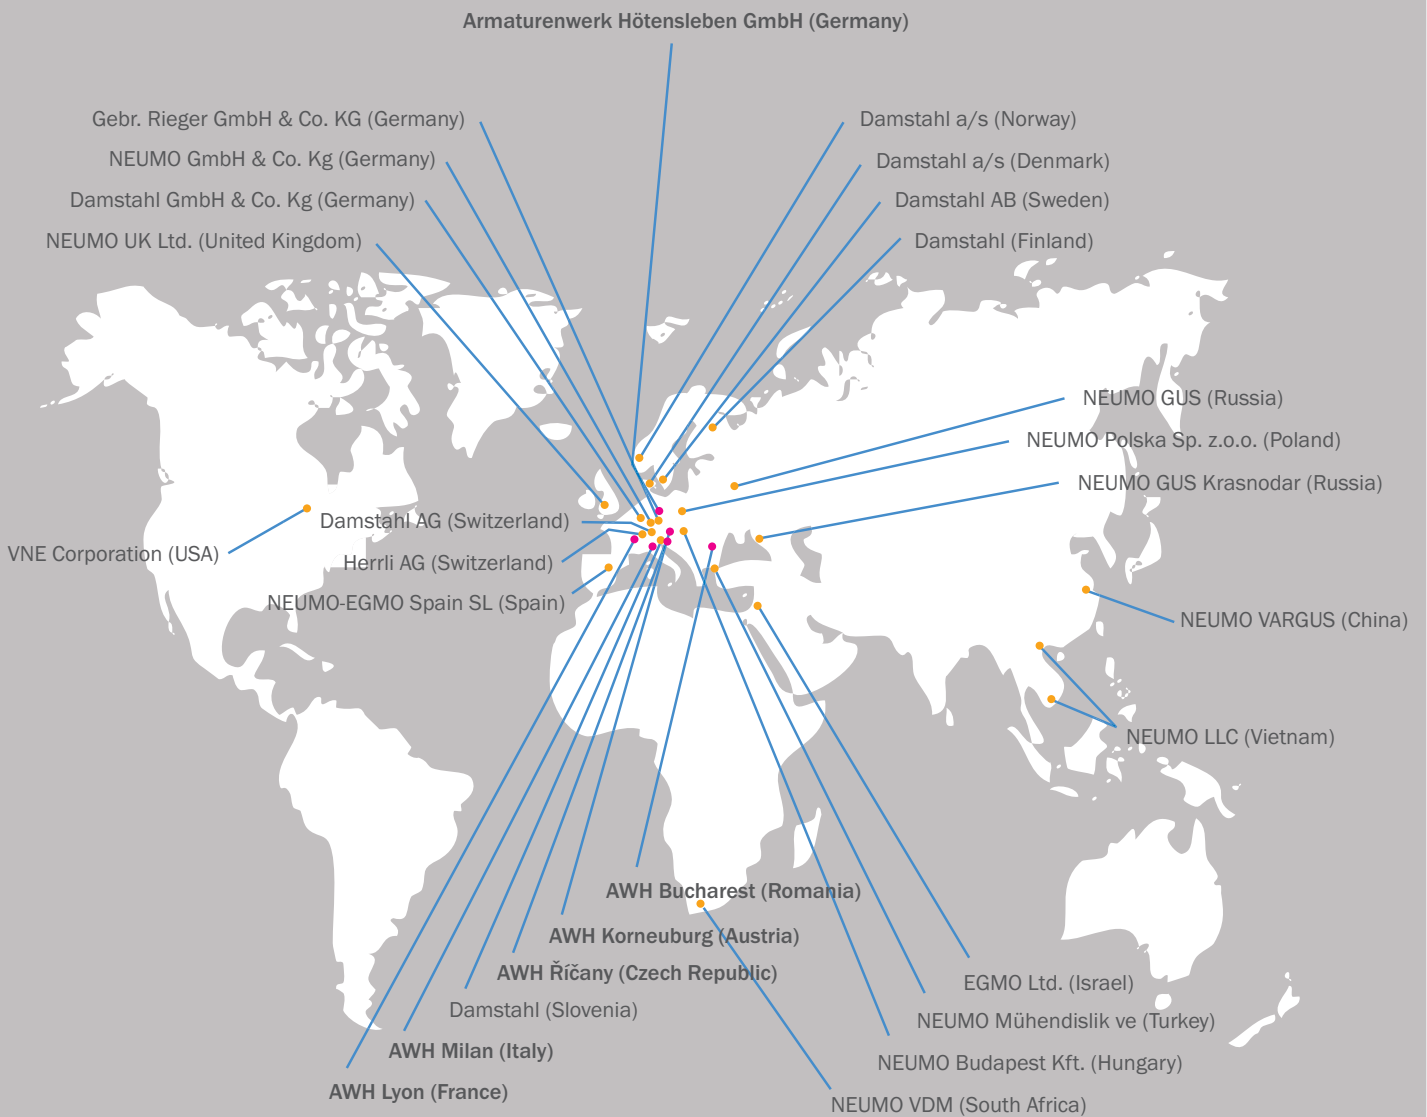 Armaturenwerk Hötensleben GmbH (Germany)
Gebr. Rieger GmbH & Co. KG (Germany)
NEUMO GmbH & Co. Kg (Germany)
Damstahl GmbH & Co. Kg (Germany)
NEUMO UK Ltd. (United Kingdom)
Damstahl a/s (Norway)
Damstahl a/s (Denmark)
Damstahl AB (Sweden)
Damstahl (Finland)
NEUMO GUS (Russia)
NEUMO Polska Sp. z.o.o. (Poland)
NEUMO GUS Krasnodar (Russia)
Damstahl AG (Switzerland)
VNE Corporation (USA)
Herrli AG (Switzerland)
NEUMO-EGMO Spain SL (Spain)
NEUMO VARGUS (China)
NEUMO LLC (Vietnam)
AWH Bucharest (Romania)
AWH Korneuburg (Austria)
AWH Říčany (Czech Republic)
Damstahl (Slovenia)
AWH Milan (Italy)
AWH Lyon (France)
EGMO Ltd. (Israel)
NEUMO Mühendislik ve (Turkey)
NEUMO Budapest Kft. (Hungary)
NEUMO VDM (South Africa)